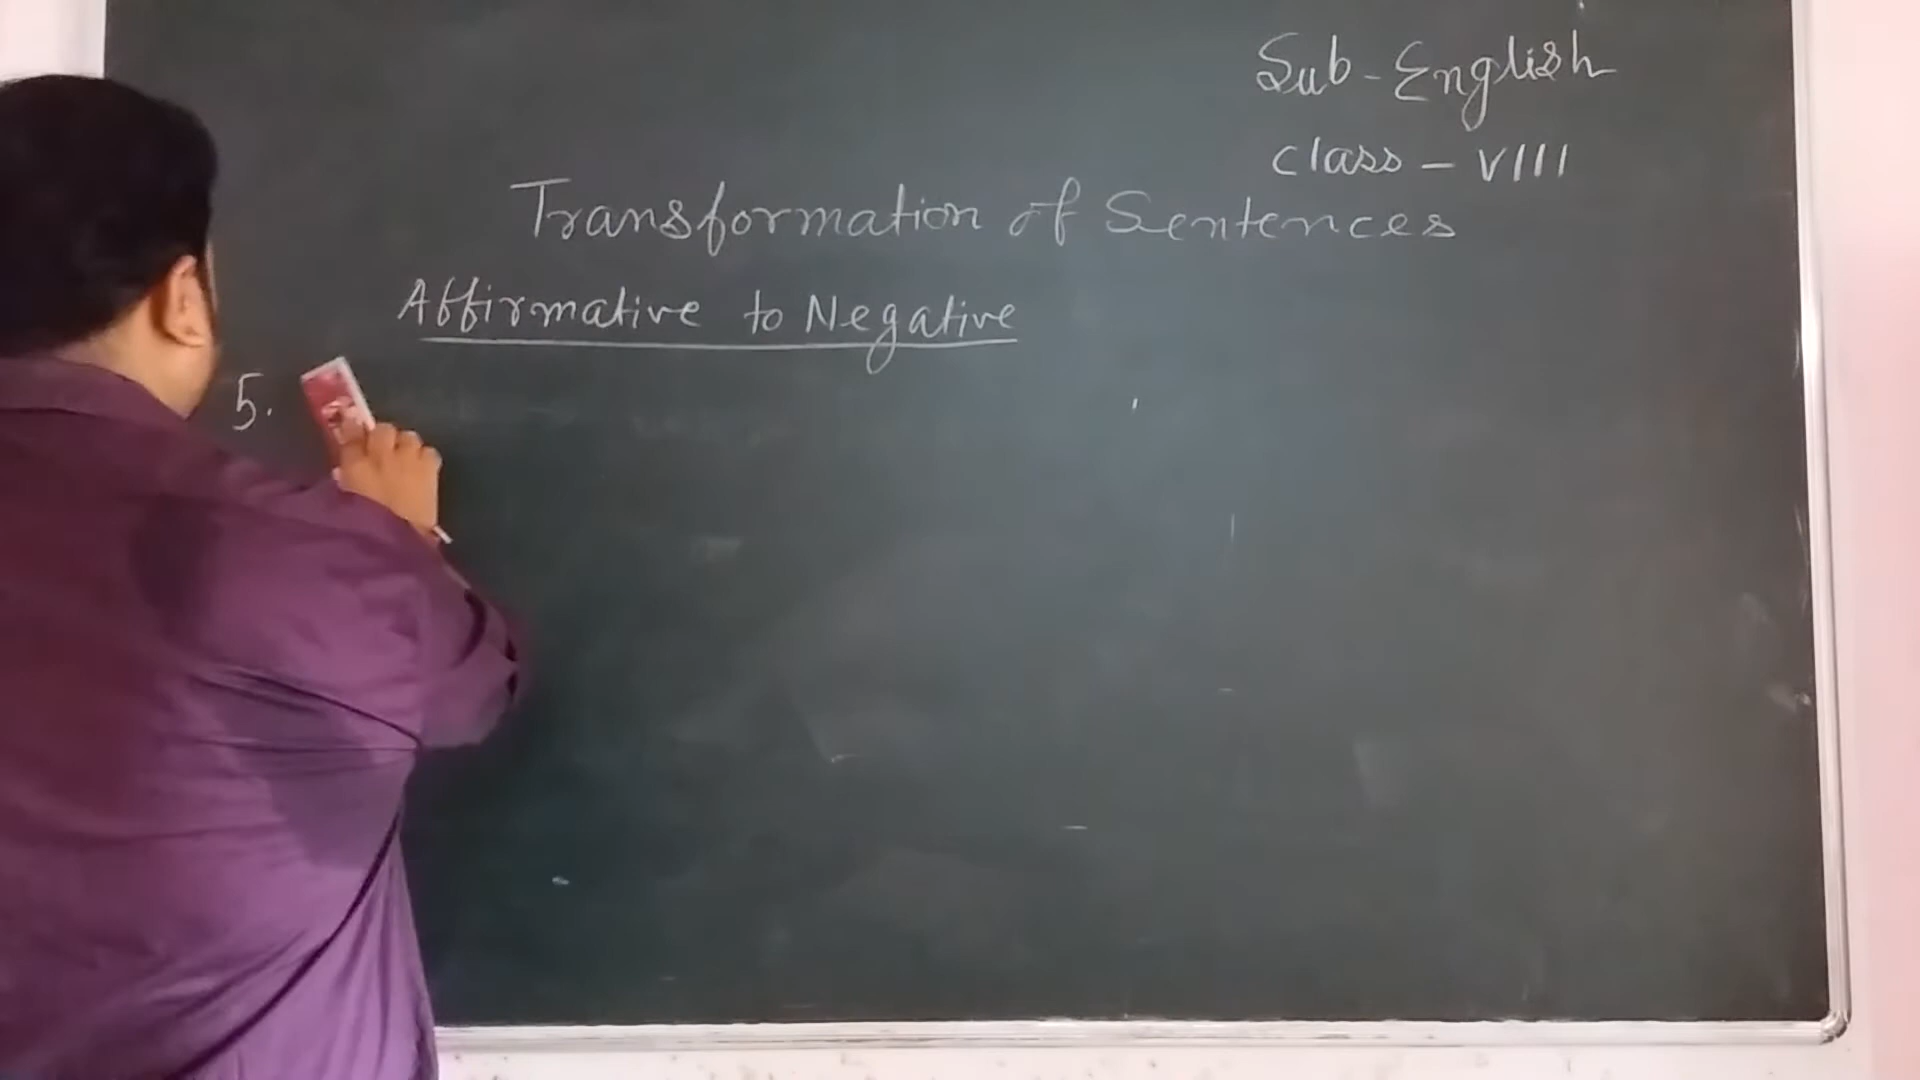 Sub - English
Class - VIII
Transformation of Sentences
Affirmative to Negative
5.